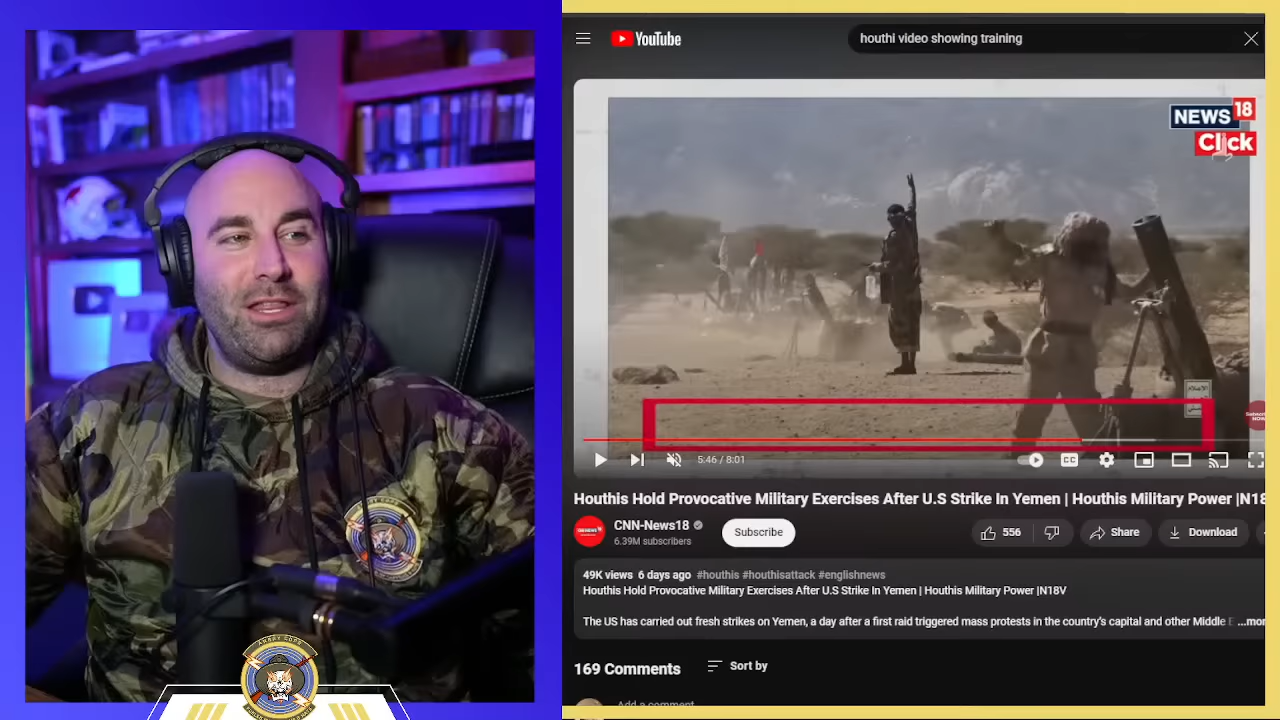 YouTube
houthi video showing training
NEWS 18
Click
5:46 / 8:01
CC
Houthis Hold Provocative Military Exercises After U.S Strike In Yemen | Houthis Military Power |N18
CNN-News18
6.39M subscribers
Subscribe
556
Share
Download
49K views 6 days ago #houthis #houthisattack #englishnews
Houthis Hold Provocative Military Exercises After U.S Strike In Yemen | Houthis Military Power |N18V
The US has carried out fresh strikes on Yemen, a day after a first raid triggered mass protests in the country's capital and other Middle E ...mor
169 Comments
Sort by
Add a comment
ANGRY COPS